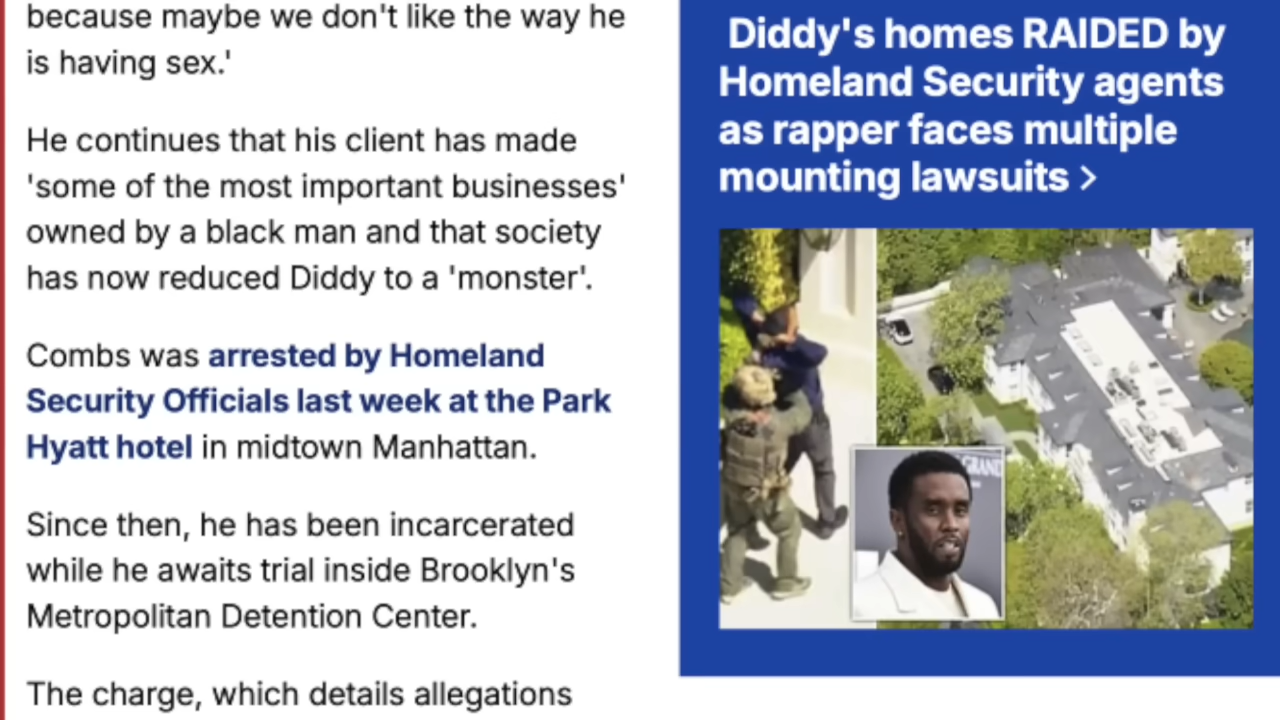 because maybe we don't like the way he
is having sex.'
He continues that his client has made
'some of the most important businesses'
owned by a black man and that society
has now reduced Diddy to a 'monster'.
Combs was arrested by Homeland
Security Officials last week at the Park
Hyatt hotel in midtown Manhattan.
Since then, he has been incarcerated
while he awaits trial inside Brooklyn's
Metropolitan Detention Center.
The charge, which details allegations
Diddy's homes RAIDED by
Homeland Security agents
as rapper faces multiple
mounting lawsuits >
GRAND